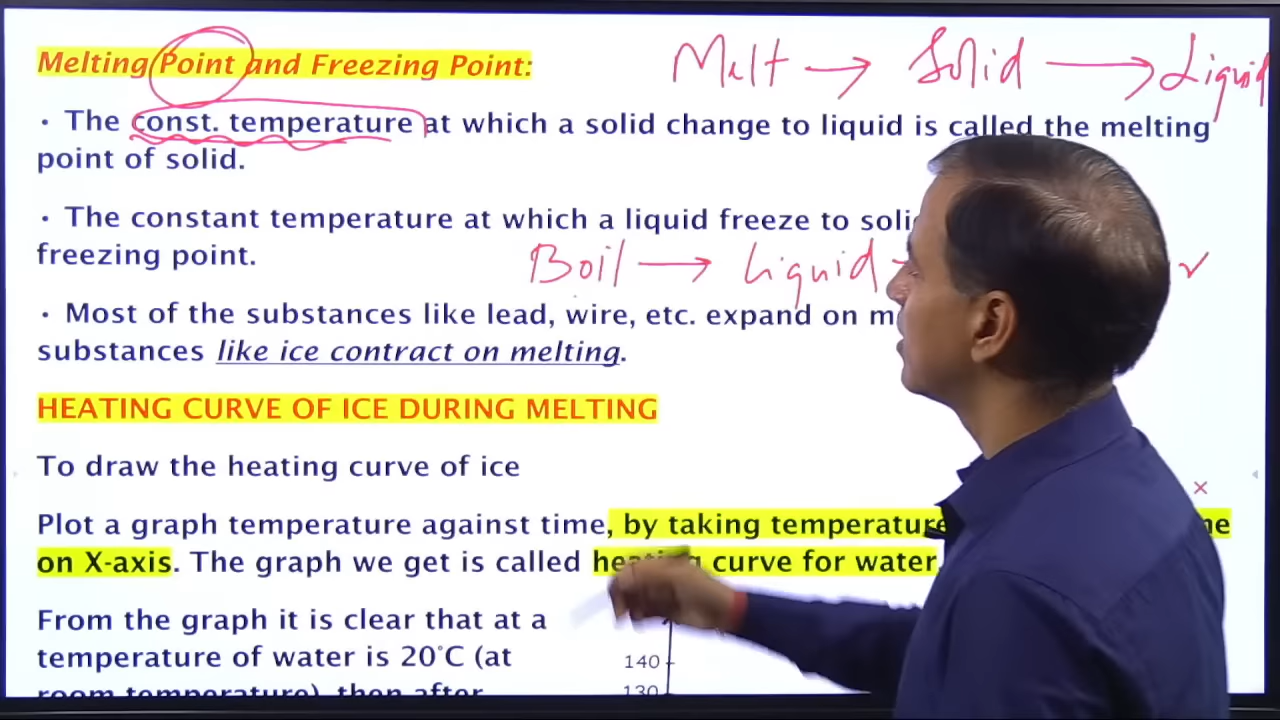 Melting Point and Freezing Point:
Melt → Solid → Liquid
• The const. temperature at which a solid change to liquid is called the melting
point of solid.
• The constant temperature at which a liquid freeze to
freezing point.
Boil → Liquid
• Most of the substances like lead, wire, etc. expand on
substances like ice contract on melting.
HEATING CURVE OF ICE DURING MELTING
To draw the heating curve of ice
Plot a graph temperature against time, by taking temperature
on X-axis. The graph we get is called heating curve for water
From the graph it is clear that at a
temperature of water is 20°C (at
140
room temperature), then after
130